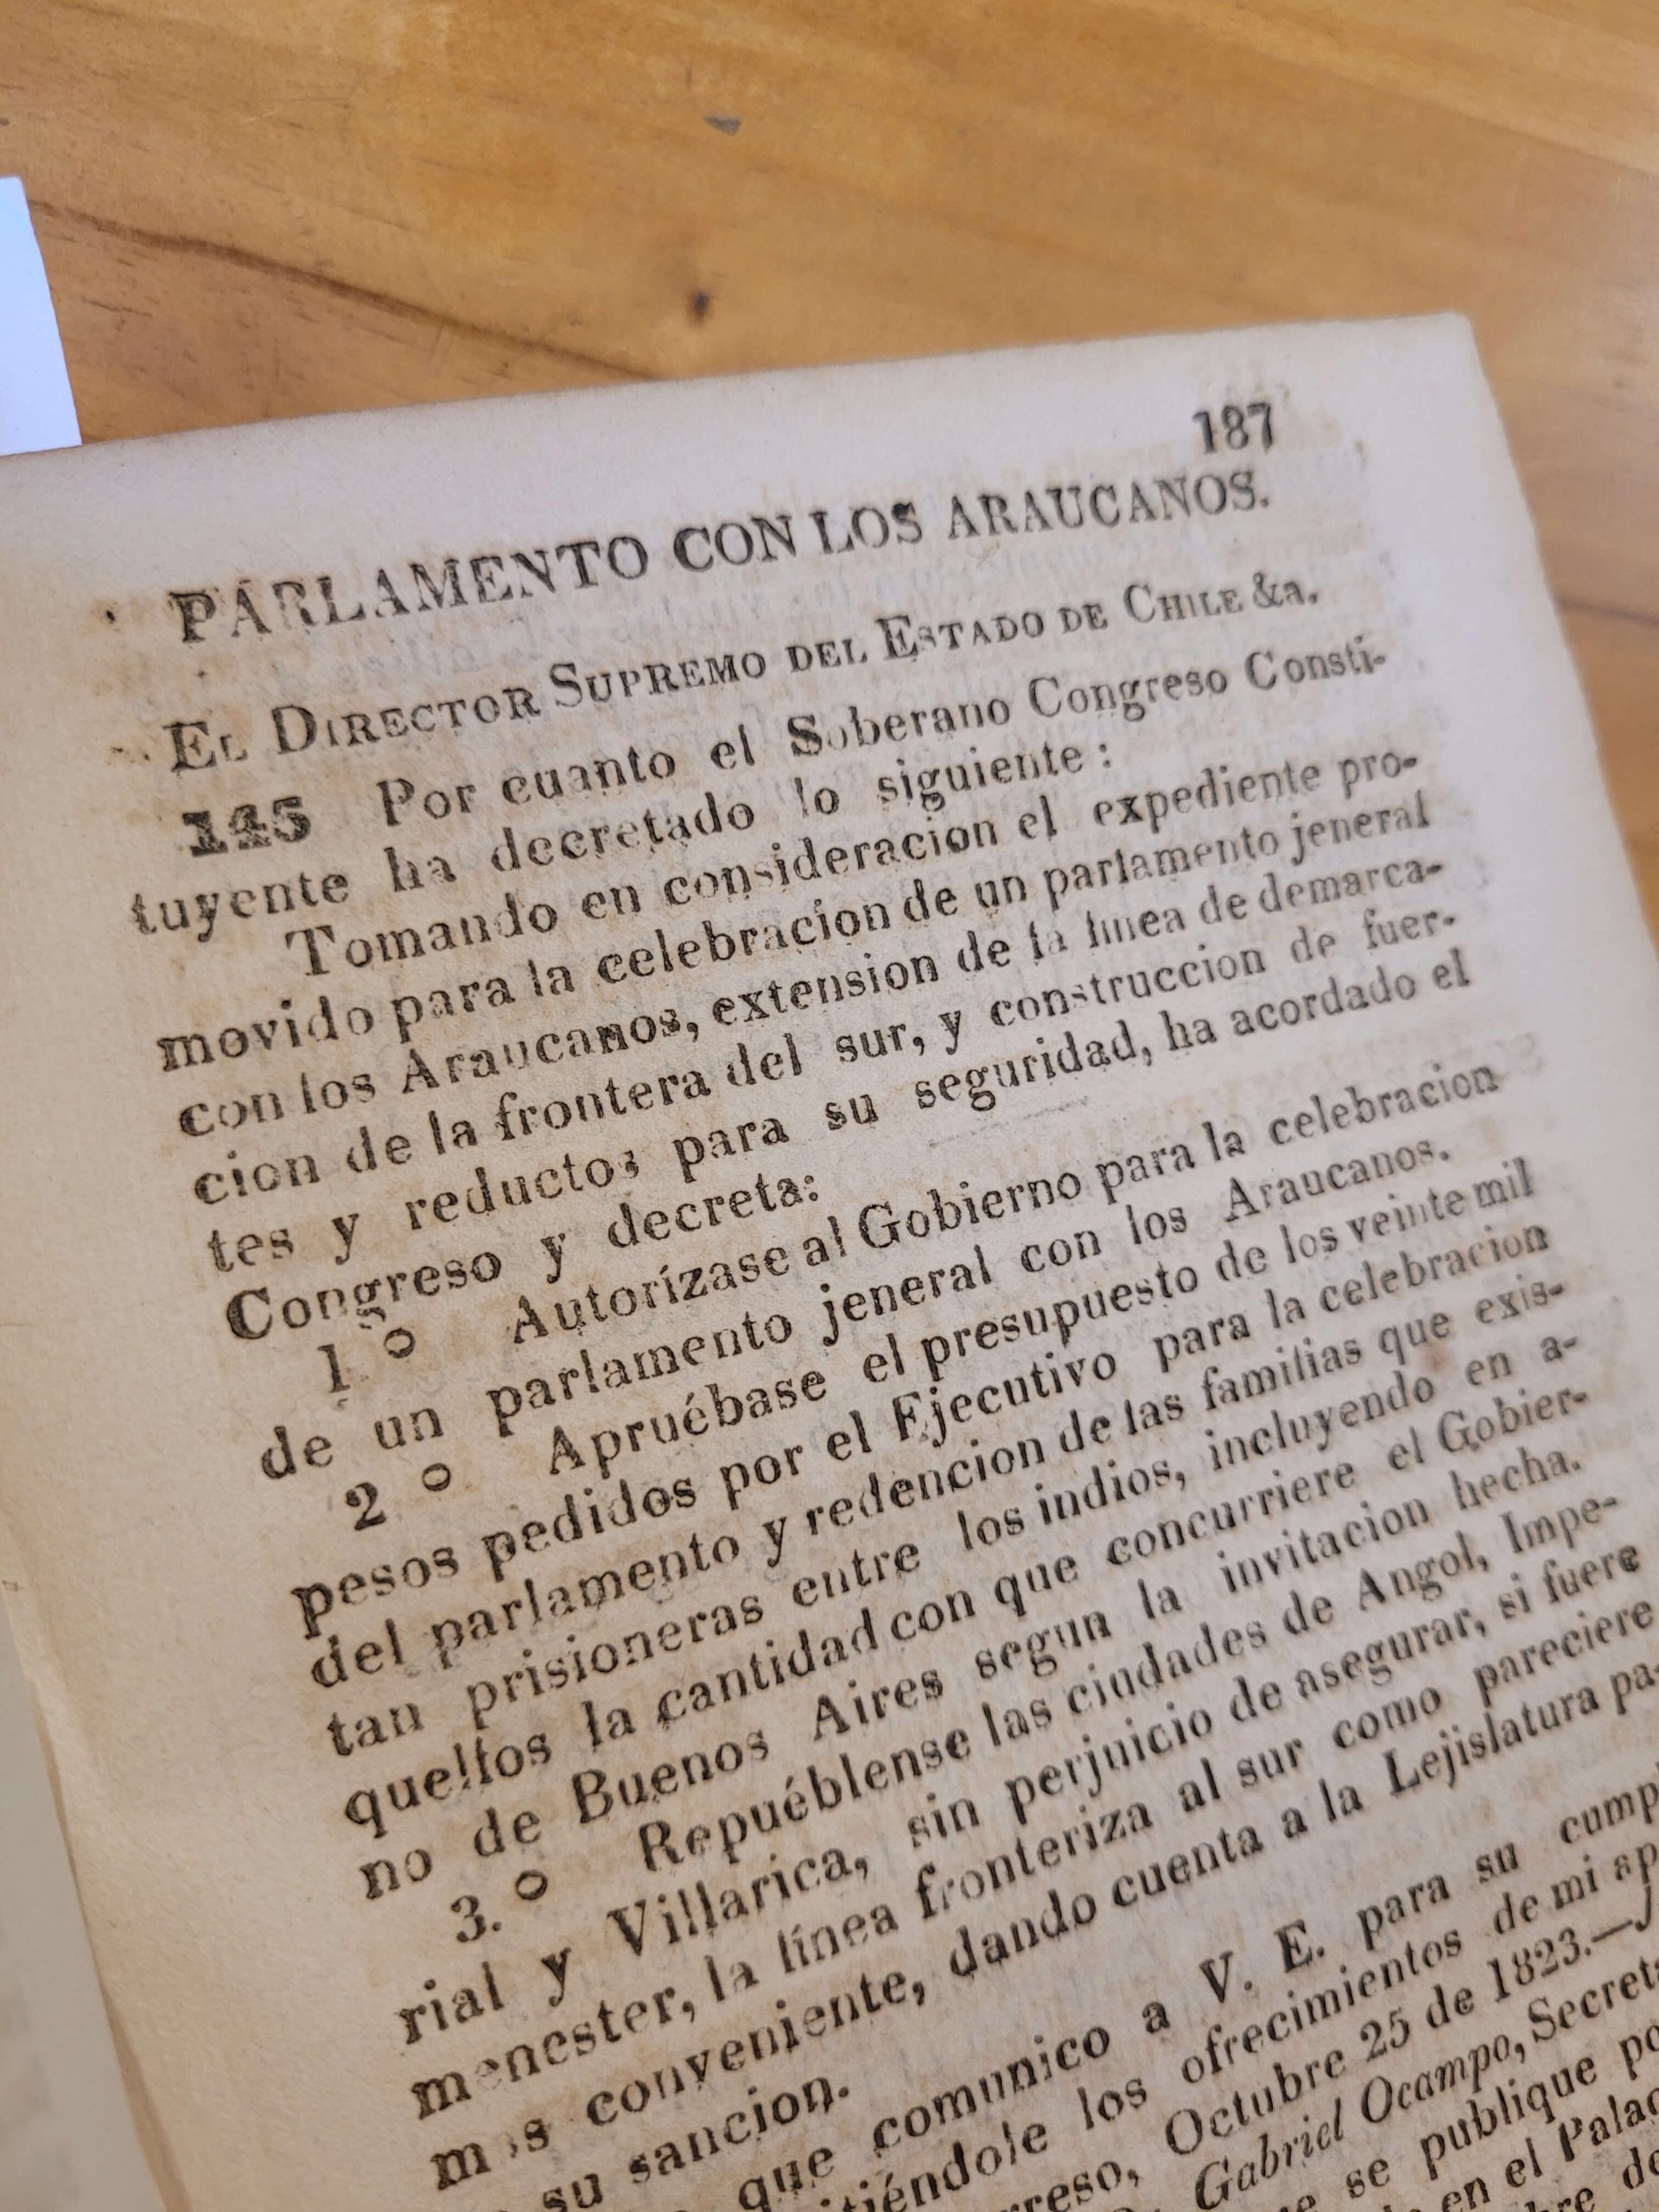 187
PARLAMENTO CON LOS ARAUCANOS.
EL DIRECTOR SUPREMO DEL ESTADO DE CHILE &a.
145 Por cuanto el Soberano Congreso Consti-
tuyente ha decretado lo siguiente :
Tomando en consideracion el expediente pro-
movido para la celebracion de un parlamento jeneral
con los Araucanos, extension de la linea de demarca-
cion de la frontera del sur, y construccion de fuer-
tes y reductos para su seguridad, ha acordado el
Congreso y decreta:
1 º Autorízase al Gobierno para la celebracion
de un parlamento jeneral con los Araucanos.
2 º Apruébase el presupuesto de los veinte mil
pesos pedidos por el Ejecutivo para la celebracion
del parlamento y redencion de las familias que exis-
tan prisioneras entre los indios, incluyendo en a-
quellos la cantidad con que concurriere el Gobier-
no de Buenos Aires segun la invitacion hecha.
3. º Repuéblense las ciudades de Angol, Impe-
rial y Villarica, sin perjuicio de asegurar, si fuere
menester, la línea fronteriza al sur como pareciere
mas conveniente, dando cuenta a la Lejislatura pa-
su sancion.
que comunico a V. E. para su cumpl
los ofrecimientos de mi ap
Octubre 25 de 1823.—J
Gabriel Ocampo, Secret
se publique po
en el Palac